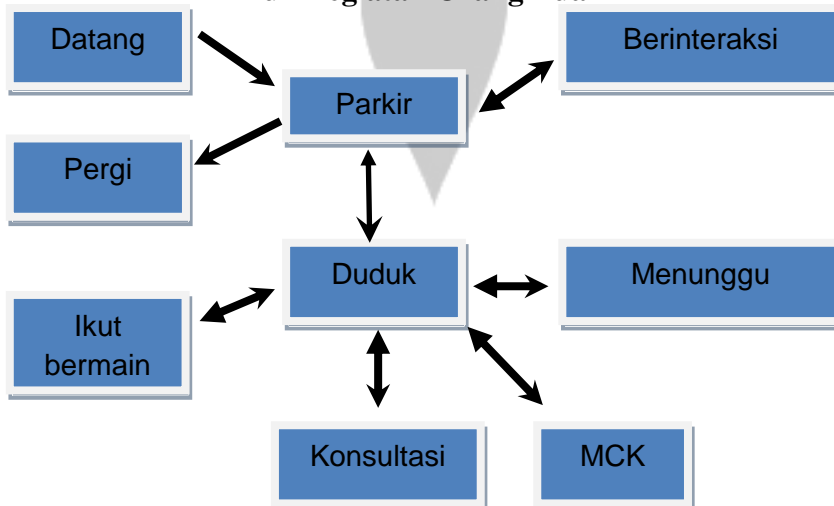 Datang
Berinteraksi
Parkir
Pergi
Duduk
Menunggu
Ikut
bermain
Konsultasi
MCK